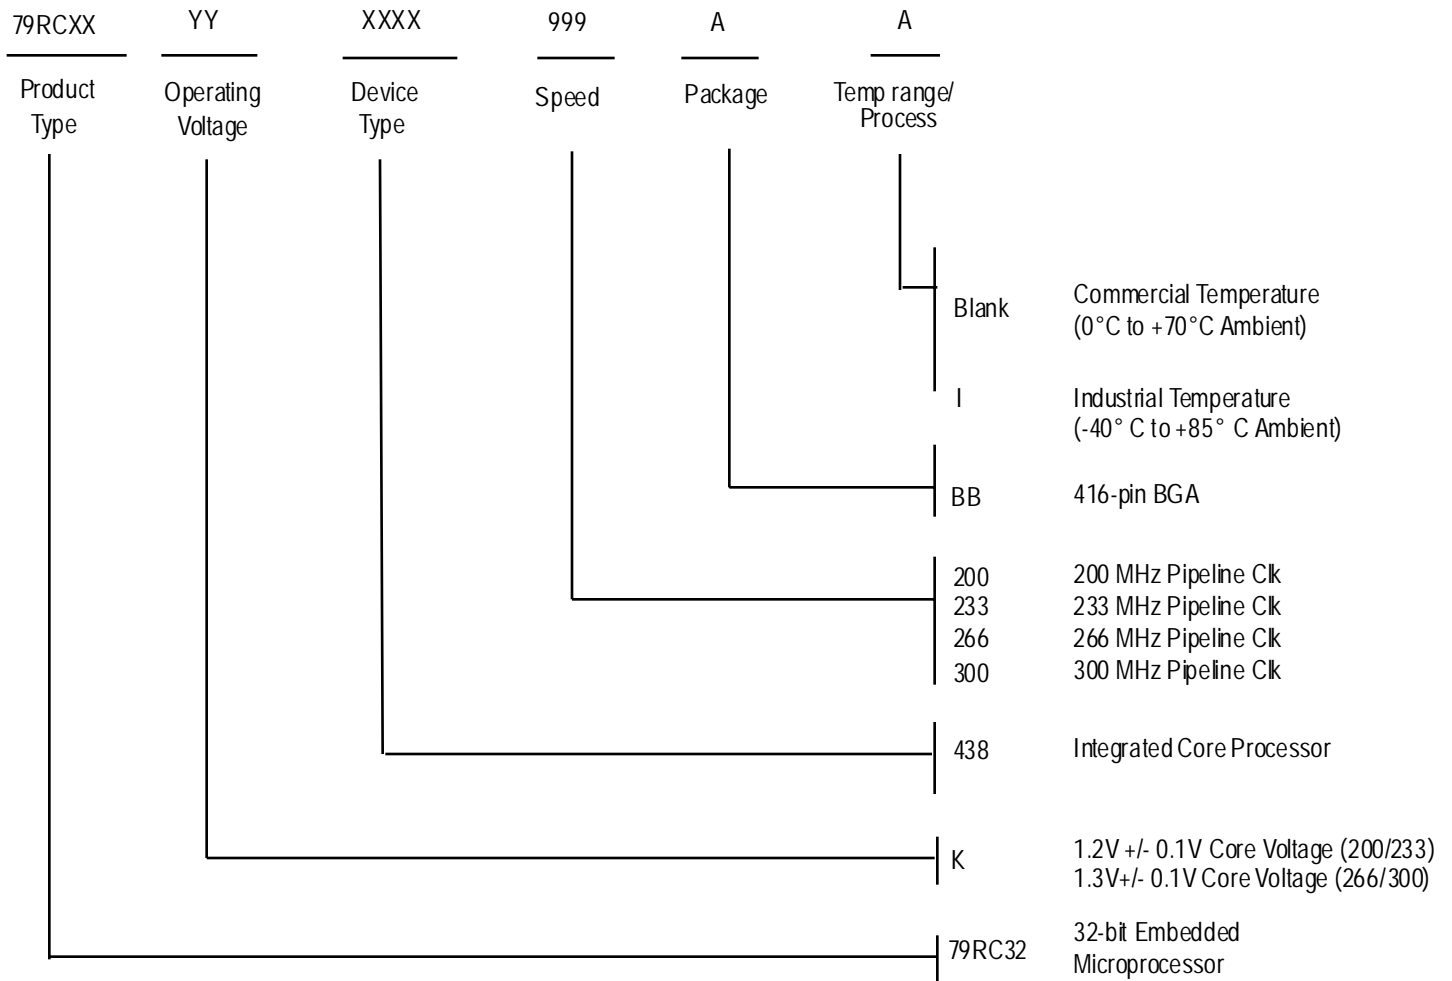 79RCXX YY XXXX 999 A A
Product Type
Operating Voltage
Device Type
Speed
Package
Temp range/
Process
Blank Commercial Temperature
(0°C to +70°C Ambient)
I Industrial Temperature
(-40° C to +85° C Ambient)
BB 416-pin BGA
200 200 MHz Pipeline Clk
233 233 MHz Pipeline Clk
266 266 MHz Pipeline Clk
300 300 MHz Pipeline Clk
438 Integrated Core Processor
K 1.2V +/- 0.1V Core Voltage (200/233)
1.3V+/- 0.1V Core Voltage (266/300)
79RC32 32-bit Embedded
Microprocessor